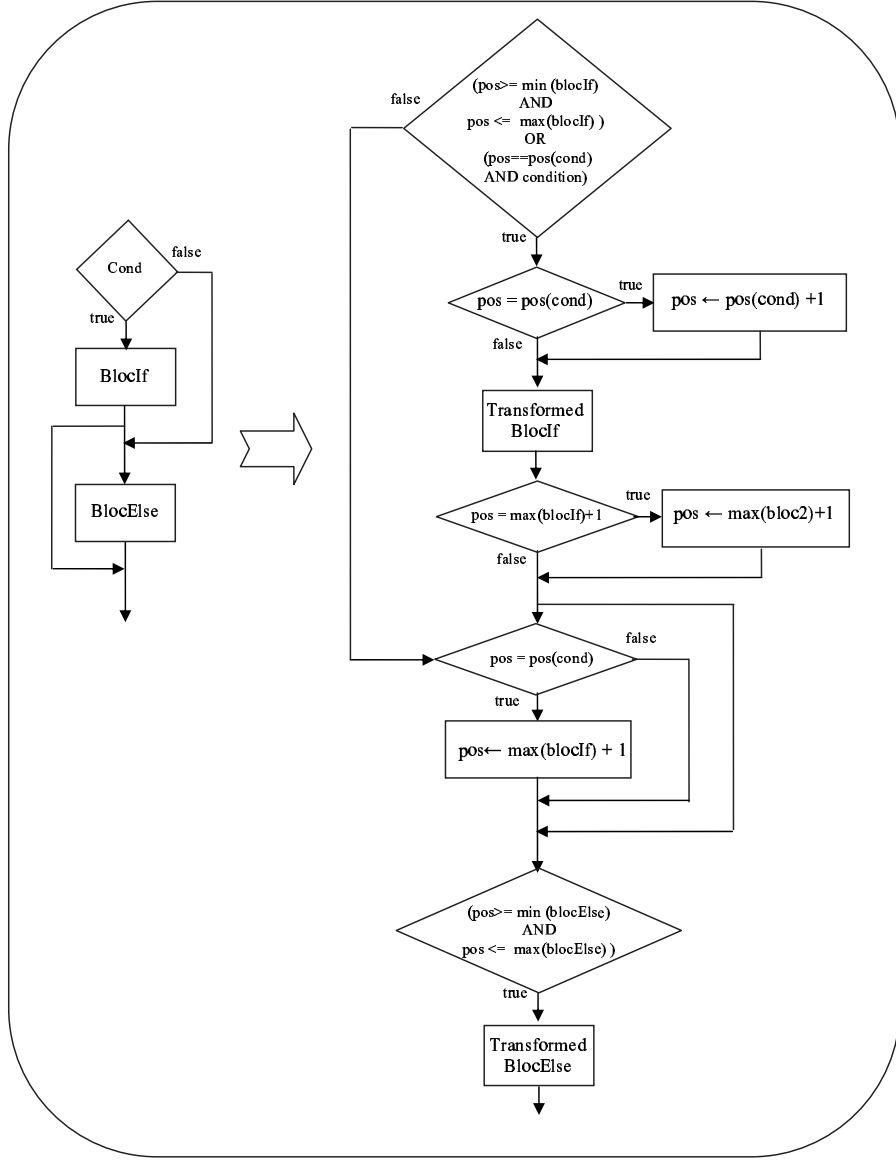 Cond
false
true
BlocIf
BlocElse
false
(pos>= min (blocIf)
AND
pos <= max(blocIf) )
OR
(pos==pos(cond)
AND condition)
true
pos = pos(cond)
true
pos ← pos(cond) +1
false
Transformed
BlocIf
pos = max(blocIf)+1
true
pos ← max(bloc2)+1
false
pos = pos(cond)
false
true
pos← max(blocIf) + 1
(pos>= min (blocElse)
AND
pos <= max(blocElse) )
true
Transformed
BlocElse